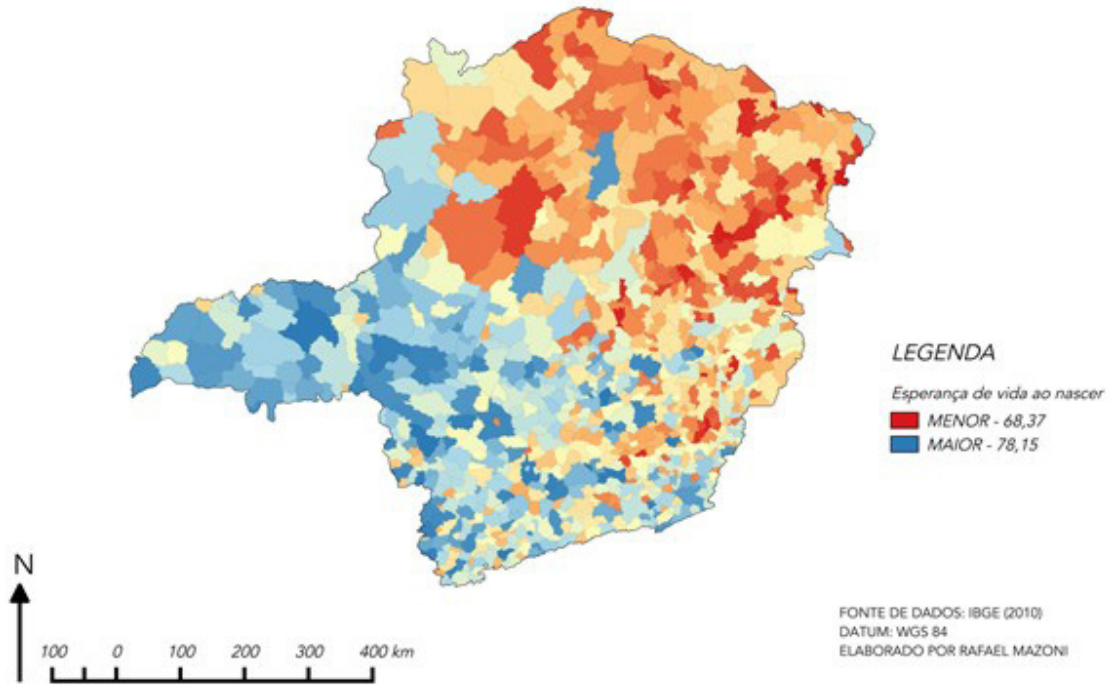 LEGENDA
Esperança de vida ao nascer
MENOR - 68,37
MAIOR - 78,15
N
100 0 100 200 300 400 km
FONTE DE DADOS: IBGE (2010)
DATUM: WGS 84
ELABORADO POR RAFAEL MAZONI